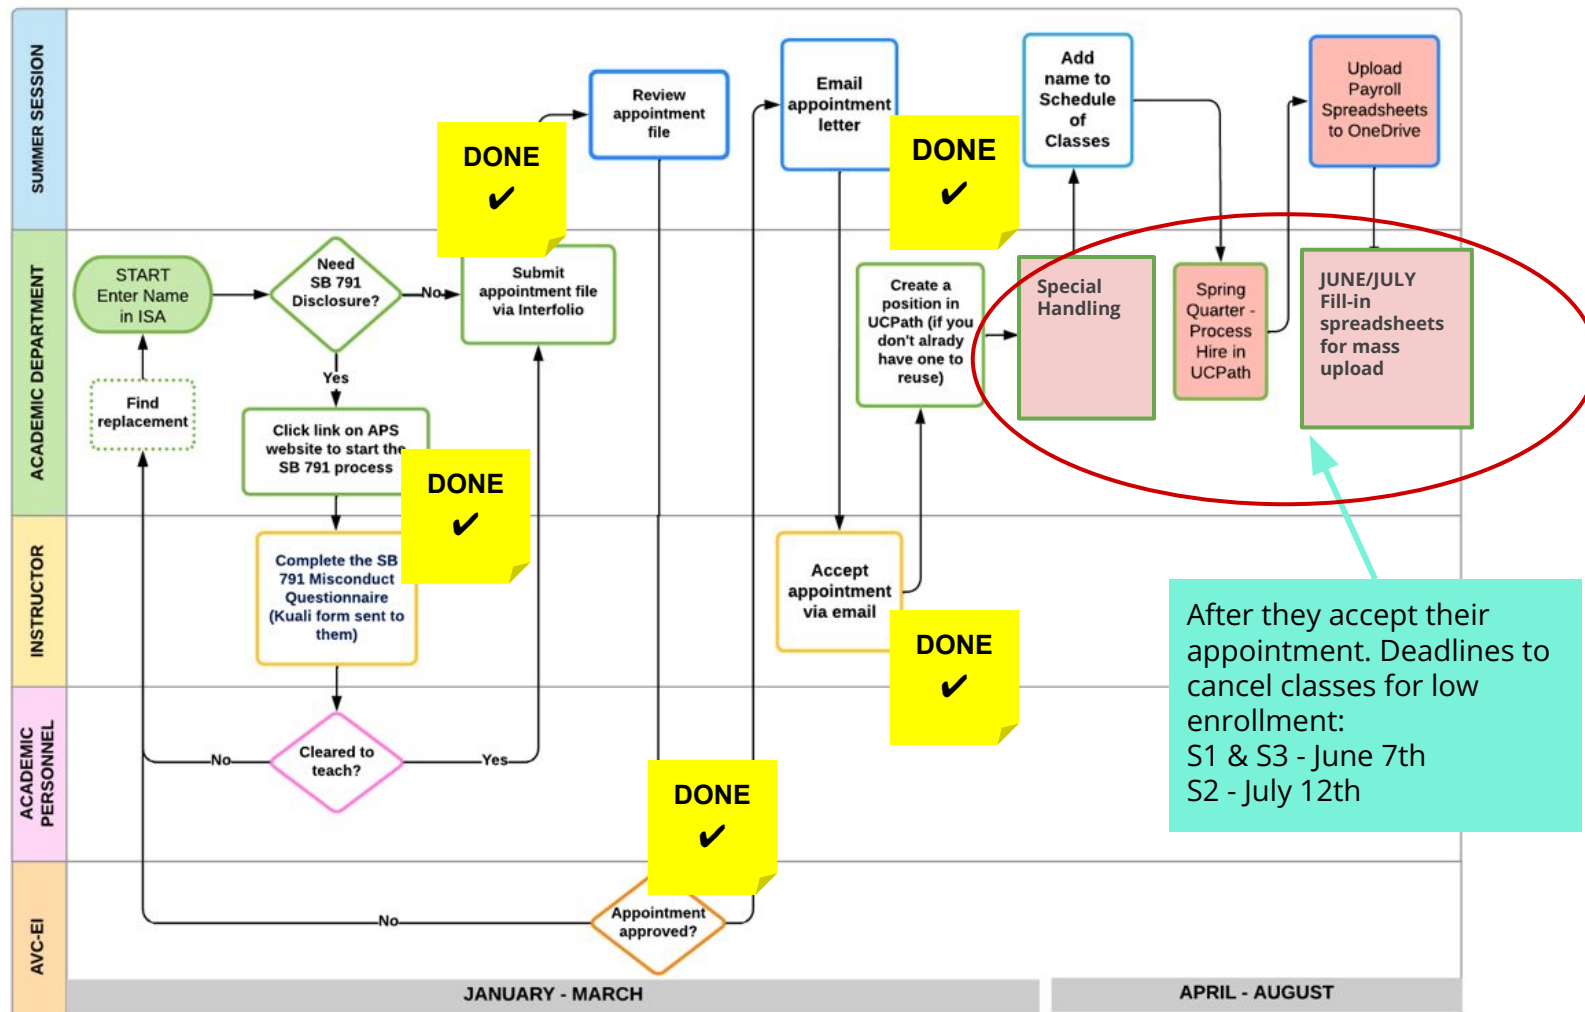 SUMMER SESSION
Review
appointment
file
Email
appointment
letter
Add
name to
Schedule
of
Classes
Upload
Payroll
Spreadsheets
to OneDrive
DONE
✔
DONE
✔
ACADEMIC DEPARTMENT
START
Enter Name
in ISA
Need
SB 791
Disclosure?
No
Submit
appointment file
via Interfolio
Create a
position in
UCPath (if you
don't alrady
have one to
reuse)
Special
Handling
Spring
Quarter -
Process
Hire in
UCPath
JUNE/JULY
Fill-in
spreadsheets
for mass
upload
Yes
Find
replacement
Click link on APS
website to start the
SB 791 process
DONE
✔
INSTRUCTOR
Complete the SB
791 Misconduct
Questionnaire
(Kuali form sent to
them)
Accept
appointment
via email
DONE
✔
After they accept their
appointment. Deadlines to
cancel classes for low
enrollment:
S1 & S3 - June 7th
S2 - July 12th
ACADEMIC
PERSONNEL
No
Cleared to
teach?
Yes
DONE
✔
AVC-EI
No
Appointment
approved?
JANUARY - MARCH
APRIL - AUGUST